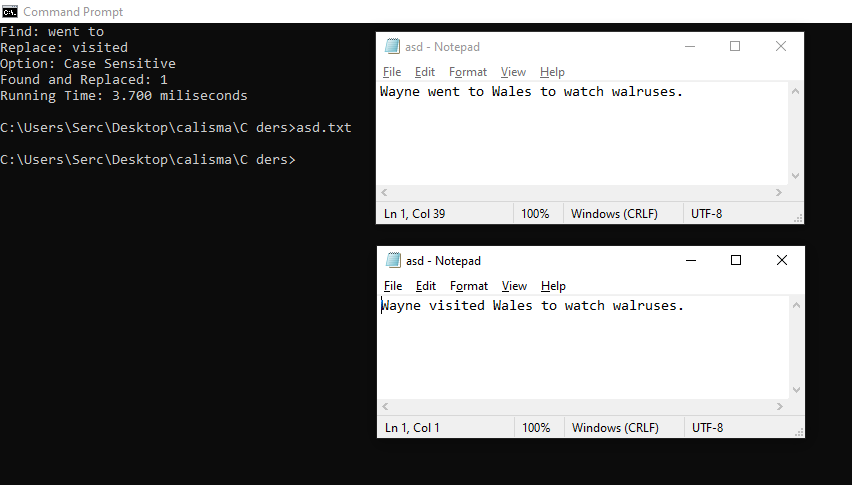 Command Prompt
Find: went to
Replace: visited
Option: Case Sensitive
Found and Replaced: 1
Running Time: 3.700 miliseconds
C:\Users\Serc\Desktop\calisma\C ders>asd.txt
C:\Users\Serc\Desktop\calisma\C ders>
asd - Notepad
File Edit Format View Help
Wayne went to Wales to watch walruses.
Ln 1, Col 39 100% Windows (CRLF) UTF-8
asd - Notepad
File Edit Format View Help
Wayne visited Wales to watch walruses.
Ln 1, Col 1 100% Windows (CRLF) UTF-8